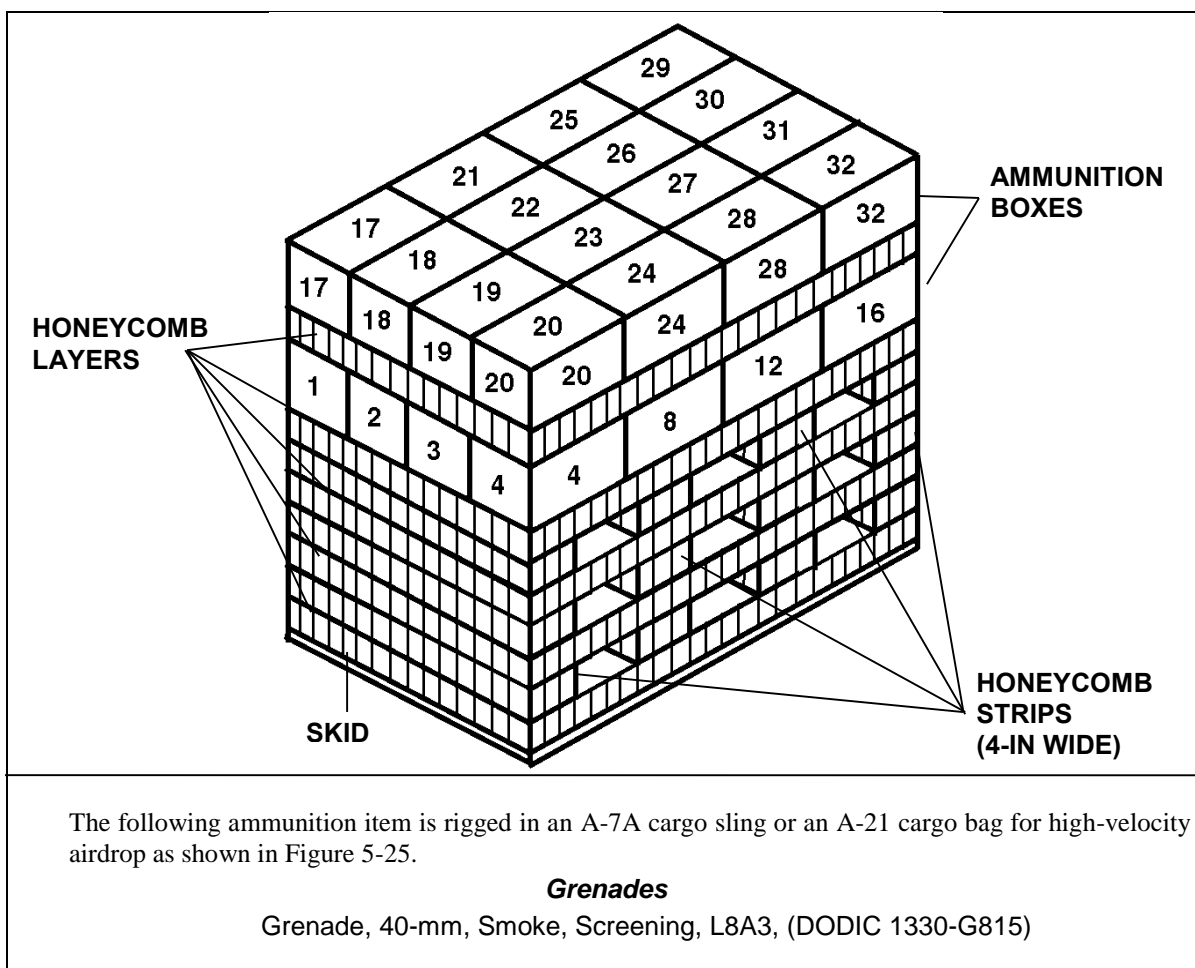 29
25 30
21 26 31
17 22 27 32
18 23 28 32
19 24 28
20 24
17 18 19 20 20
16
12
8
1 2 3 4 4
AMMUNITION
BOXES
HONEYCOMB
LAYERS
SKID
HONEYCOMB
STRIPS
(4-IN WIDE)
The following ammunition item is rigged in an A-7A cargo sling or an A-21 cargo bag for high-velocity
airdrop as shown in Figure 5-25.
Grenades
Grenade, 40-mm, Smoke, Screening, L8A3, (DODIC 1330-G815)